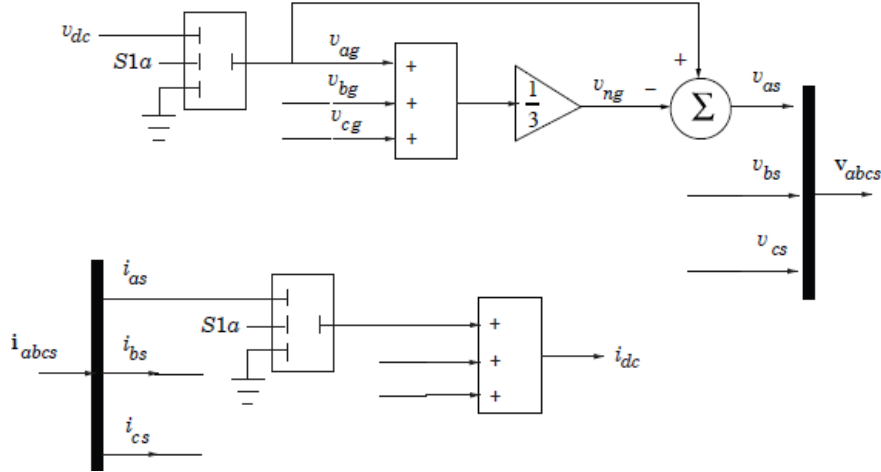 v_dc
S1a
v_ag
+
v_bg
+
v_cg
+
1
3
v_ng
−
+
Σ
v_as
v_bs
v_abcs
v_cs
i_as
S1a
i_abcs
i_bs
+
+
+
i_dc
i_cs